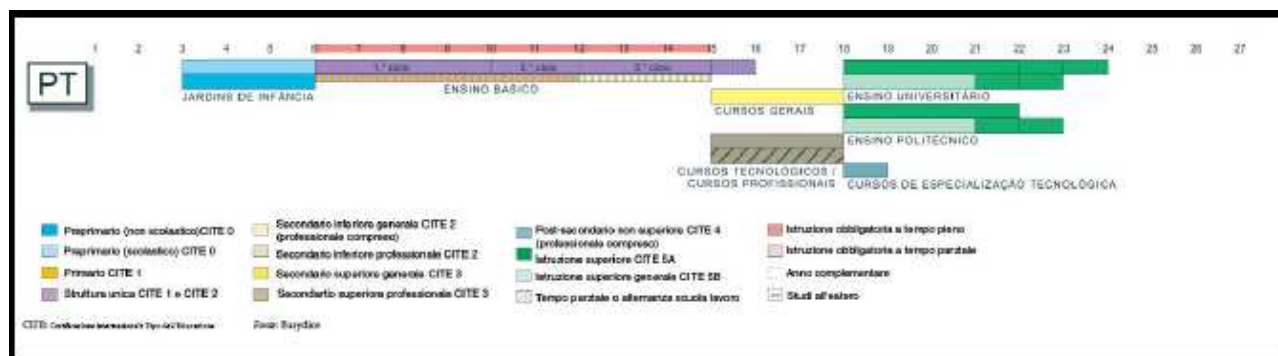 1 2 3 4 5 6 7 8 9 10 11 12 13 14 15 16 17 18 19 20 21 22 23 24 25 26 27
PT
1.° ciclo 2.° ciclo 3.° ciclo
JARDINS DE INFÂNCIA
ENSINO BÁSICO
CURSOS GERAIS
ENSINO UNIVERSITÁRIO
ENSINO POLITÉCNICO
CURSOS TECNOLÓGICOS /
CURSOS PROFISSIONAIS
CURSOS DE ESPECIALIZAÇÃO TECNOLÓGICA
Preprimario (non scolastico)CITE 0
Preprimario (scolastico) CITE 0
Primario CITE 1
Struttura unica CITE 1 e CITE 2
Secondario inferiore generale CITE 2
(professionale compreso)
Secondario inferiore professionale CITE 2
Secondario superiore generale CITE 3
Secondartio superiore professionale CITE 3
Post-secondario non superiore CITE 4
(professionale compreso)
Istruzione superiore CITE 5A
Istruzione superiore generale CITE 5B
Tempo parziale o alternanza scuola lavoro
Istruzione obbligatoria a tempo pieno
Istruzione obbligatoria a tempo parziale
Anno complementare
Studi all'estero
CITE:
Fonte: Eurydice